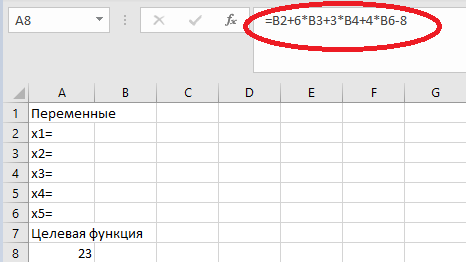 A8 fx =B2+6*B3+3*B4+4*B6-8
A B C D E F G
1 Переменные
2 x1=
3 x2=
4 x3=
5 x4=
6 x5=
7 Целевая функция
8 23